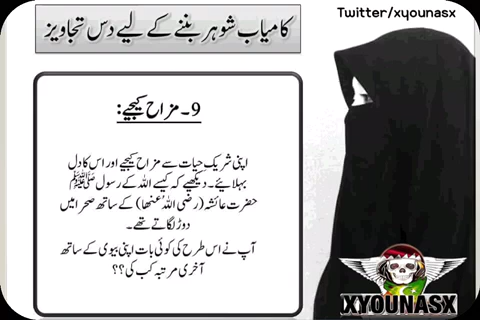 Twitter/xyounasx
کامیاب شوہر بننے کے لیے دس تجاویز
9۔ مزاح کیجیے:
اپنی شریک حیات سے مزاح کیجیے اور اس کا دل
بہلائیے۔ دیکھیے کہ کیسے اللہ کے رسول ﷺ
حضرت عائشہ (رضی اللہ عنھا) کے ساتھ صحرا میں
دوڑ لگاتے تھے۔
آپ نے اس طرح کی کوئی بات اپنی بیوی کے ساتھ
آخری مرتبہ کب کی؟؟
XYOUNASX